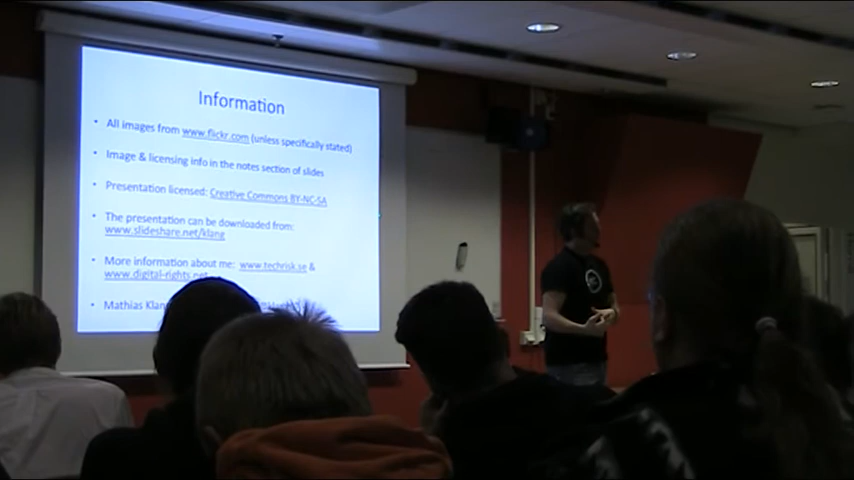 Information
• All images from www.flickr.com (unless specifically stated)
• Image & licensing info in the notes section of slides
• Presentation licensed: Creative Commons BY-NC-SA
• The presentation can be downloaded from:
www.slideshare.net/klang
• More information about me: www.techrisk.se &
www.digital-rights.net
• Mathias Klang